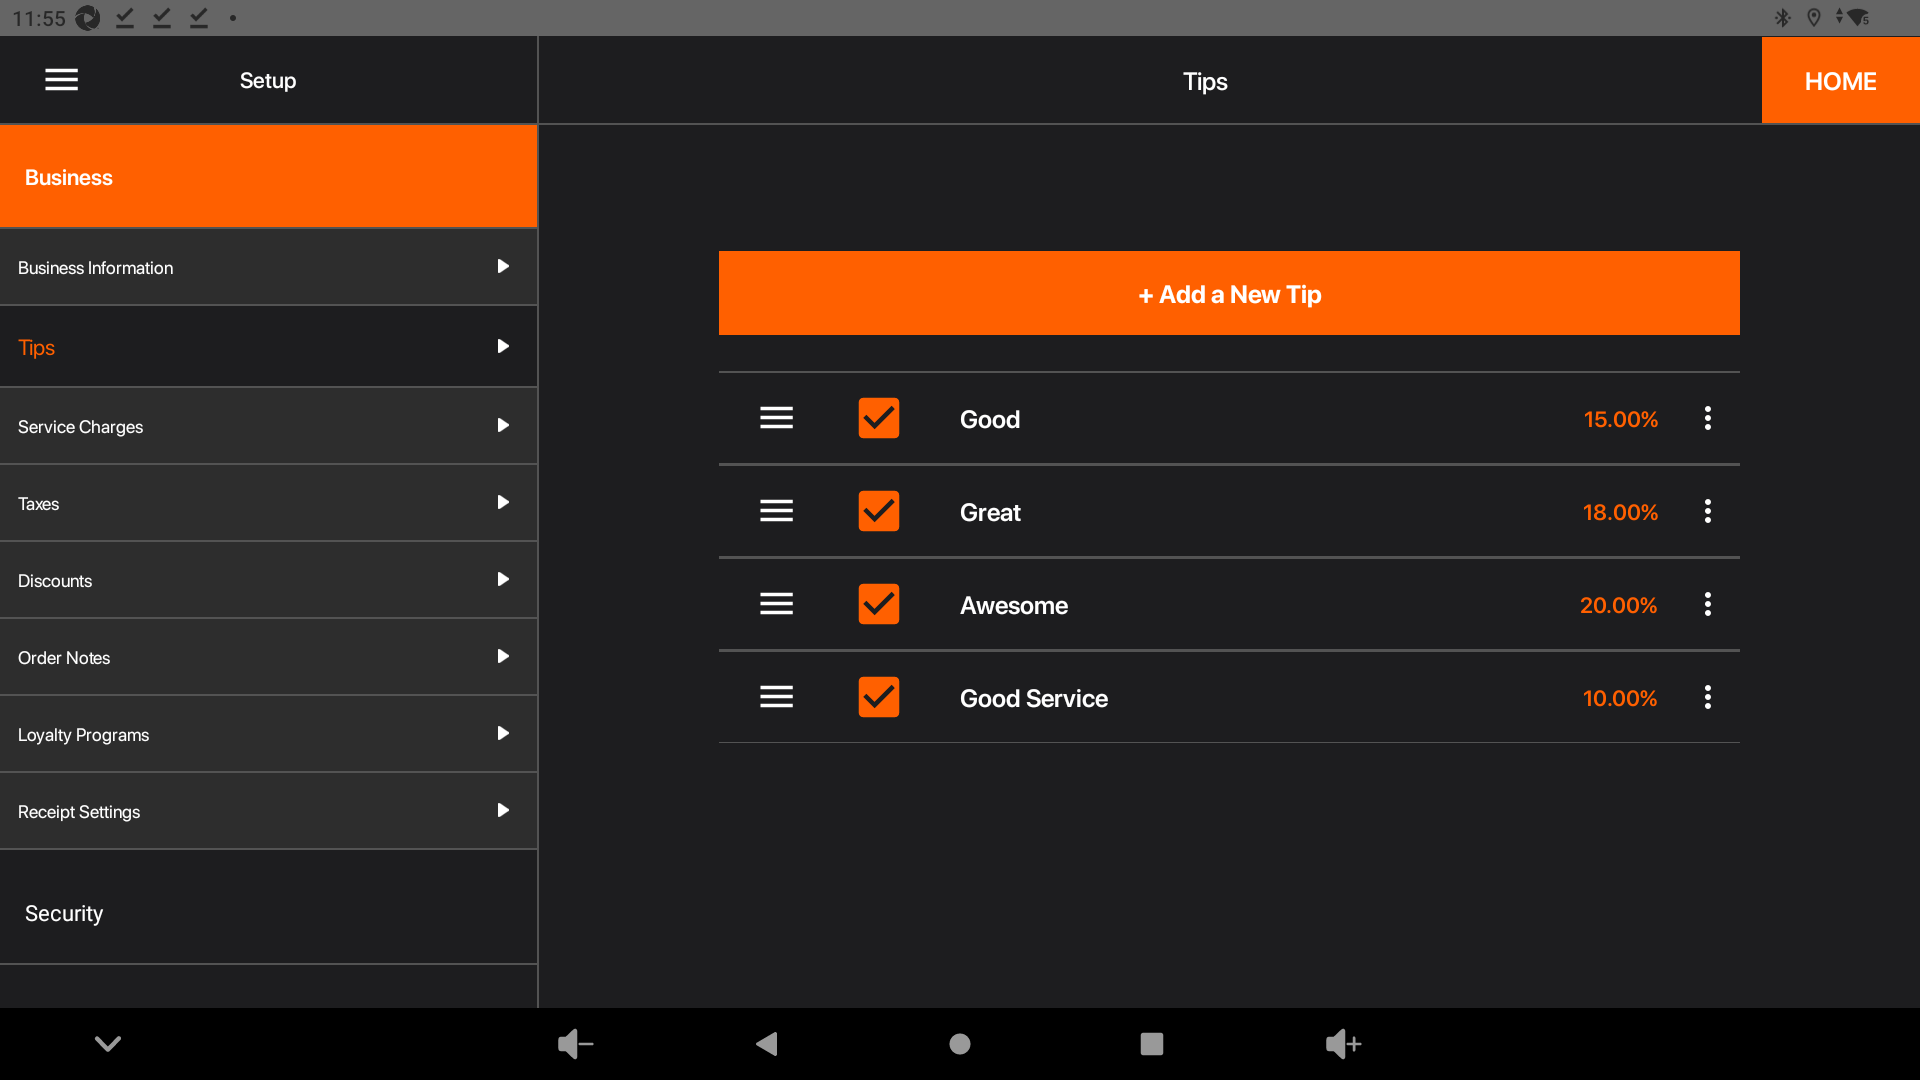 11:55
Setup
Tips
HOME
Business
Business Information
Tips
Service Charges
Taxes
Discounts
Order Notes
Loyalty Programs
Receipt Settings
Security
+ Add a New Tip
Good 15.00%
Great 18.00%
Awesome 20.00%
Good Service 10.00%